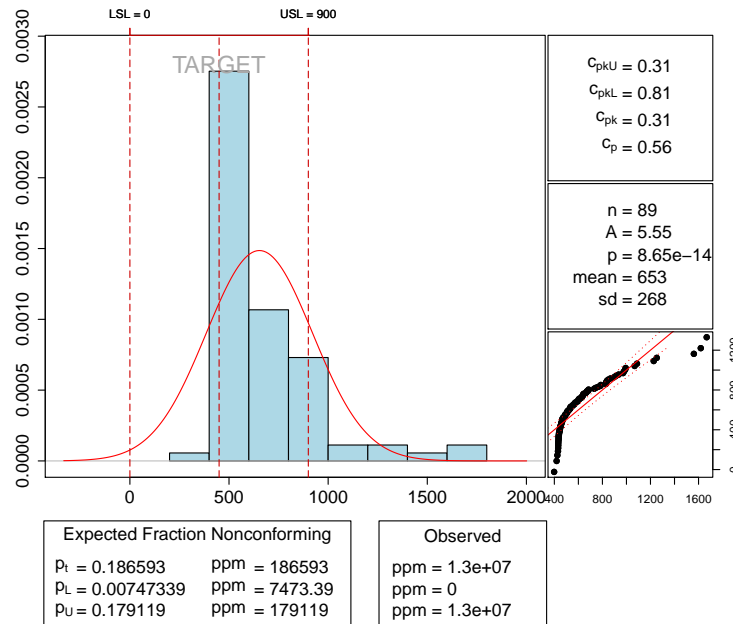 LSL = 0 USL = 900
TARGET
0.0030
0.0025
0.0020
0.0015
0.0010
0.0005
0.0000
0 500 1000 1500 2000
cpkU = 0.31
cpkL = 0.81
cpk = 0.31
cp = 0.56
n = 89
A = 5.55
p = 8.65e−14
mean = 653
sd = 268
1200
800
400
0
400 800 1200 1600
Expected Fraction Nonconforming
pt = 0.186593 ppm = 186593
pL = 0.00747339 ppm = 7473.39
pU = 0.179119 ppm = 179119
Observed
ppm = 1.3e+07
ppm = 0
ppm = 1.3e+07